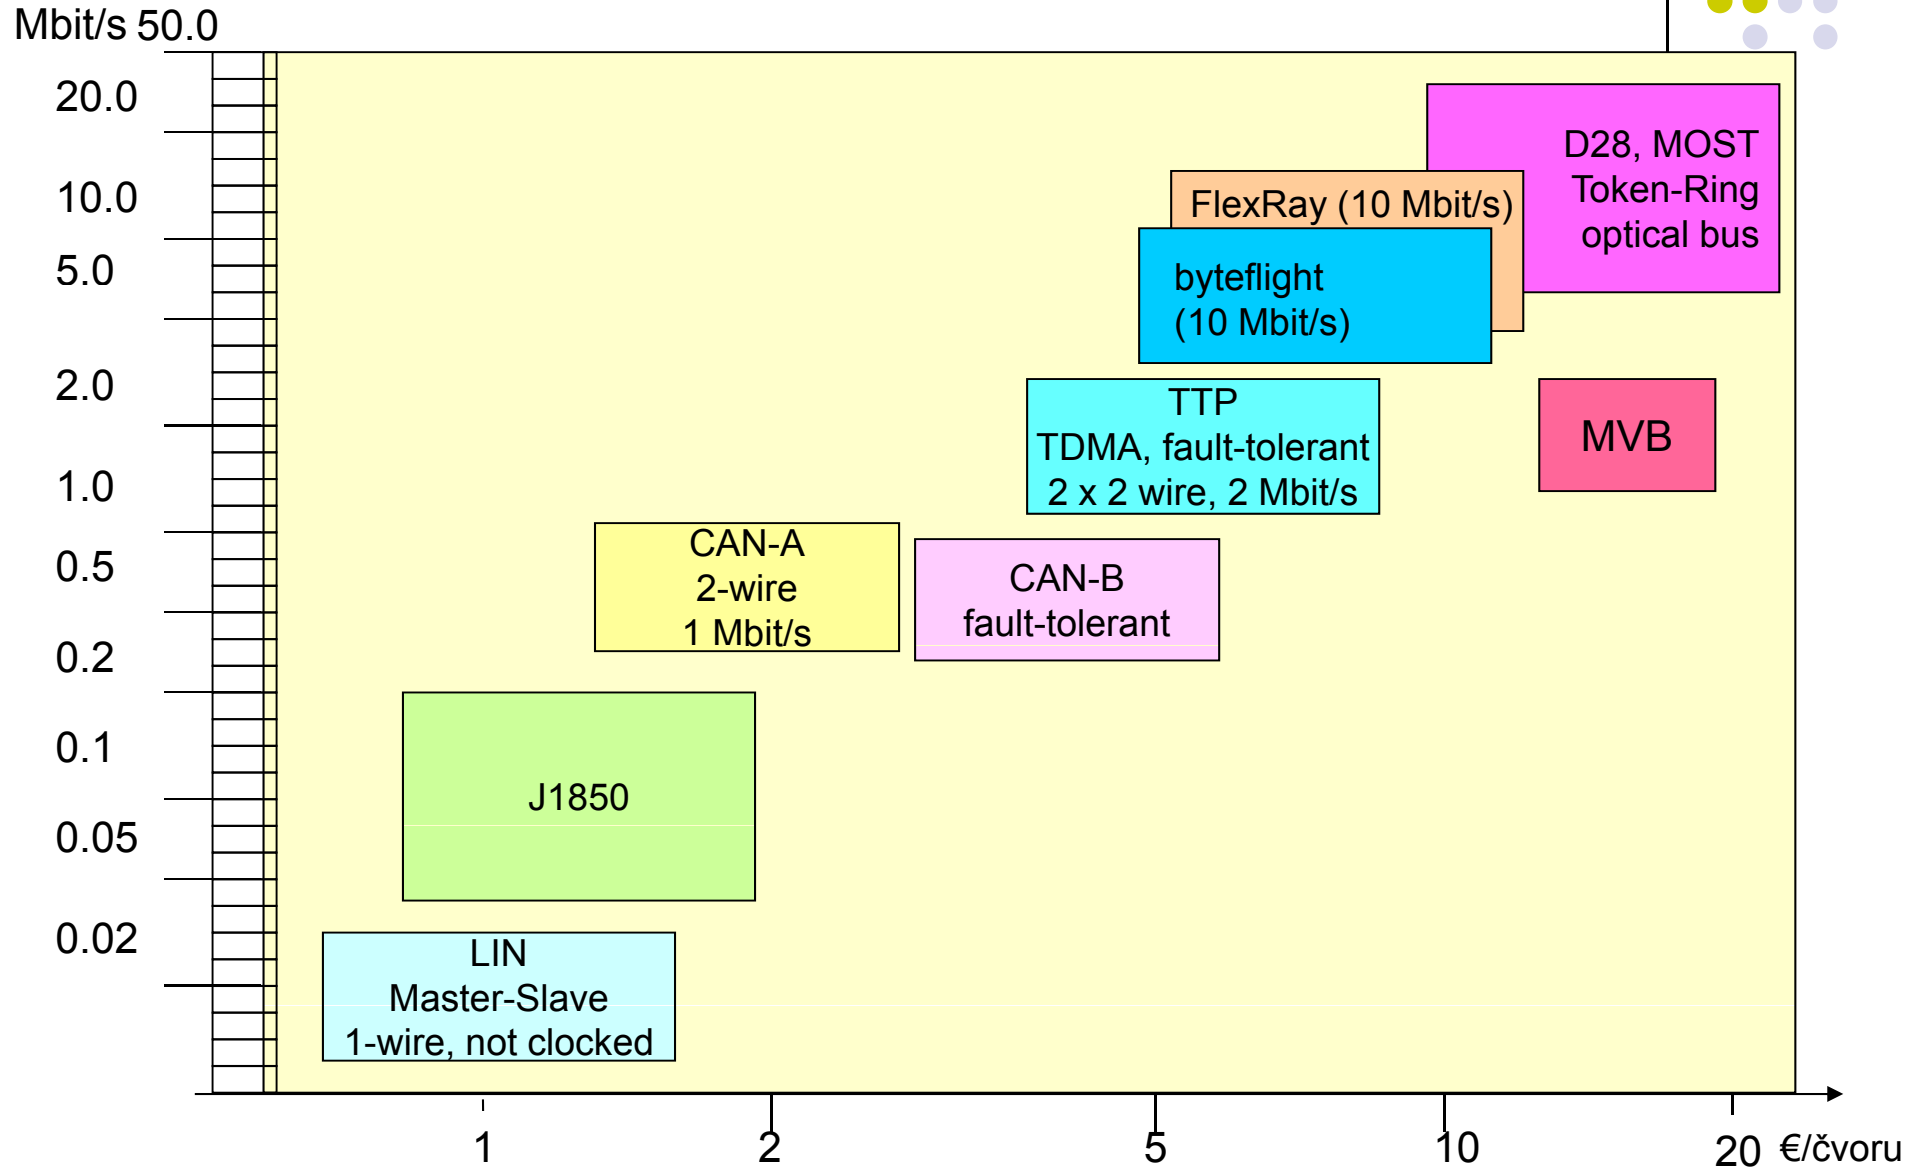 Mbit/s 50.0
20.0
10.0
5.0
2.0
1.0
0.5
0.2
0.1
0.05
0.02
D28, MOST
Token-Ring
optical bus
FlexRay (10 Mbit/s)
byteflight
(10 Mbit/s)
TTP
TDMA, fault-tolerant
2 x 2 wire, 2 Mbit/s
MVB
CAN-A
2-wire
1 Mbit/s
CAN-B
fault-tolerant
J1850
LIN
Master-Slave
1-wire, not clocked
1
2
5
10
20 €/čvoru